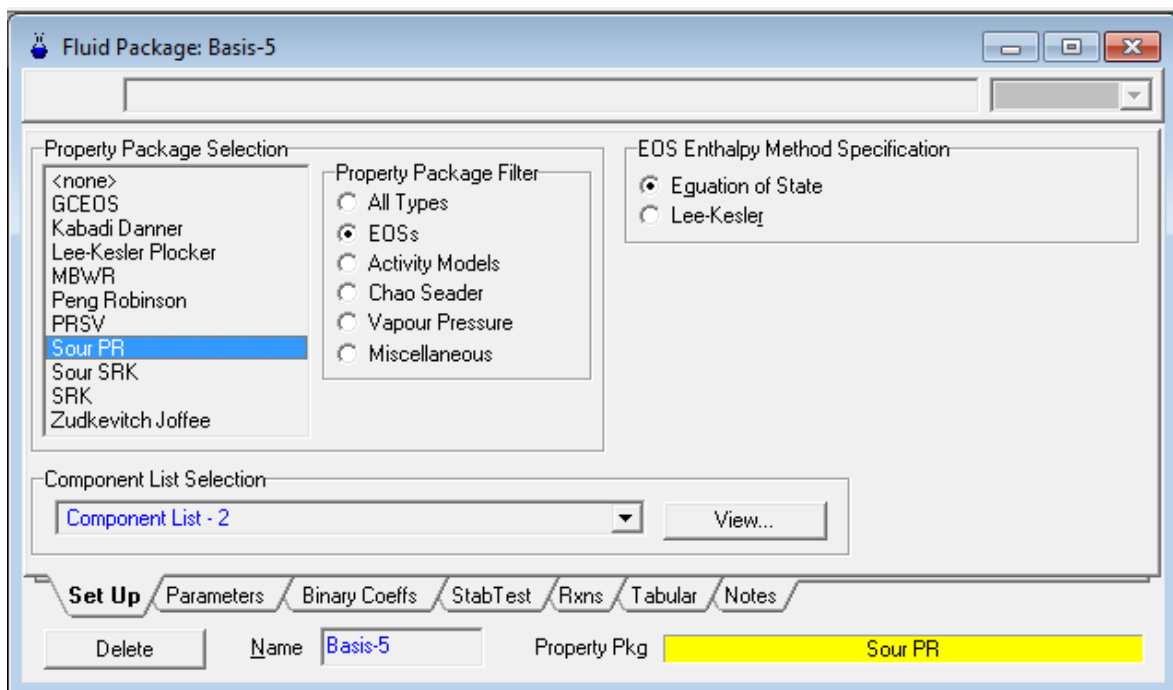 Fluid Package: Basis-5
Property Package Selection
<none>
GCEOS
Kabadi Danner
Lee-Kesler Plocker
MBWR
Peng Robinson
PRSV
Sour PR
Sour SRK
SRK
Zudkevitch Joffee
Property Package Filter
All Types
EOSs
Activity Models
Chao Seader
Vapour Pressure
Miscellaneous
EOS Enthalpy Method Specification
Equation of State
Lee-Kesler
Component List Selection
Component List - 2
View...
Set Up Parameters Binary Coeffs StabTest Rxns Tabular Notes
Delete Name Basis-5 Property Pkg Sour PR